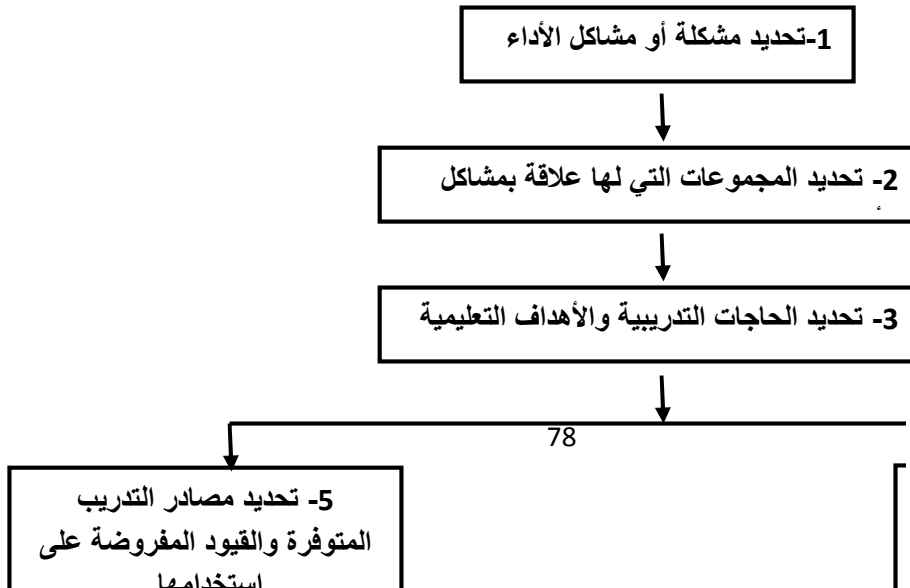 1-تحديد مشكلة أو مشاكل الأداء
2- تحديد المجموعات التي لها علاقة بمشاكل
3- تحديد الحاجات التدريبية والأهداف التعليمية
78
5- تحديد مصادر التدريب
المتوفرة والقيود المفروضة على
استخدامها